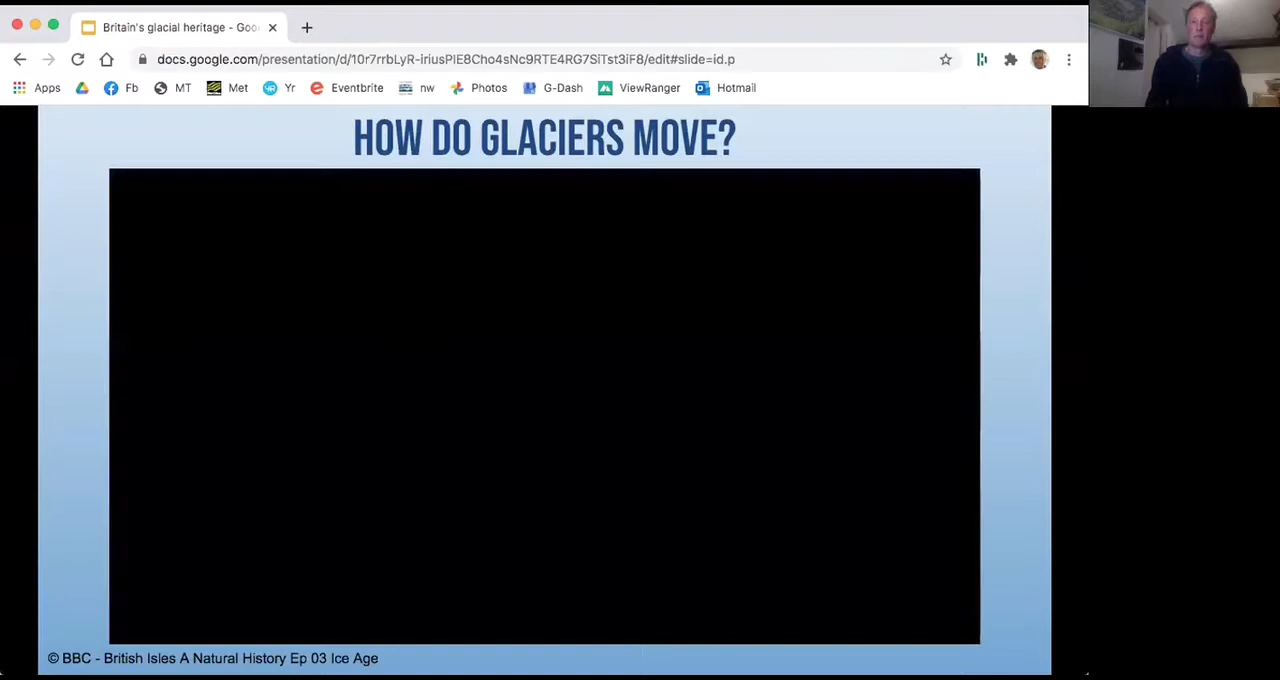 Britain's glacial heritage - Goo
docs.google.com/presentation/d/10r7rrbLyR-iriusPlE8Cho4sNc9RTE4RG7SiTst3iF8/edit#slide=id.p
Apps Fb MT Met Yr Eventbrite nw Photos G-Dash ViewRanger Hotmail
HOW DO GLACIERS MOVE?
© BBC - British Isles A Natural History Ep 03 Ice Age